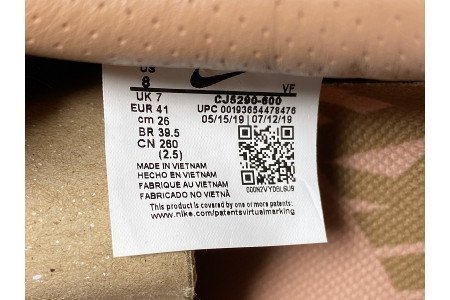 US
8 VF
UK 7 CJ5290-600
EUR 41 UPC 00193654478476
cm 26 05/15/19 | 07/12/19
BR 39.5
CN 260
(2.5)
MADE IN VIETNAM
HECHO EN VIETNAM
FABRIQUE AU VIETNAM
FABRICADO NO VIETNÃ
000N2VYDBL6U9
This product is covered by one or more patents:
www.nike.com/patentsvirtualmarking